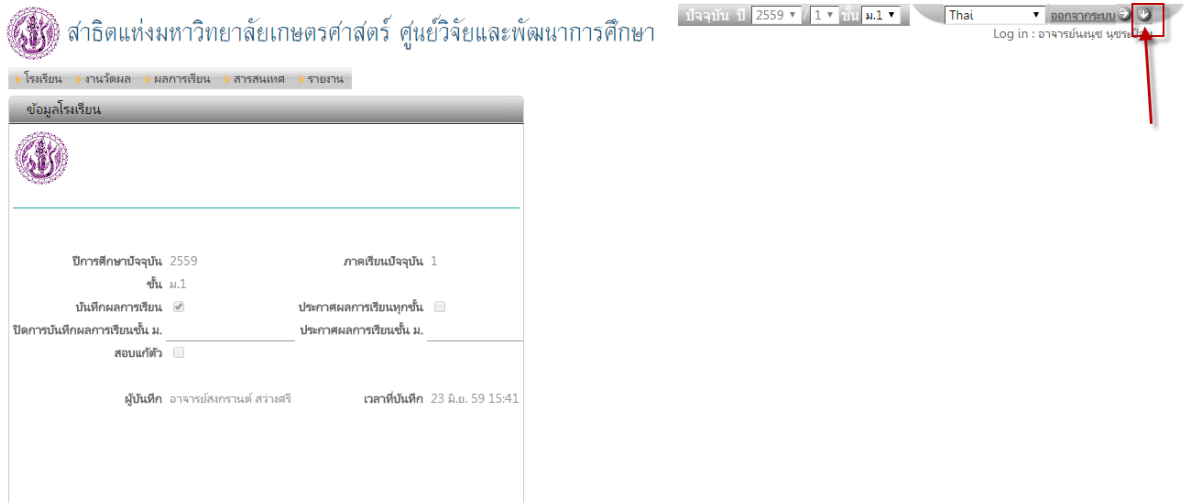 สาธิตแห่งมหาวิทยาลัยเกษตรศาสตร์ ศูนย์วิจัยและพัฒนาการศึกษา
ปัจจุบัน ปี 2559 / 1 ชั้น ม.1
Thai ออกจากระบบ
Log in : อาจารย์นงนุช
โรงเรียน งานวัดผล ผลการเรียน สารสนเทศ รายงาน
ข้อมูลโรงเรียน
ปีการศึกษาปัจจุบัน 2559 ภาคเรียนปัจจุบัน 1
ชั้น ม.1
บันทึกผลการเรียน ประกาศผลการเรียนทุกชั้น
ปิดการบันทึกผลการเรียนชั้น ม. ประกาศผลการเรียนชั้น ม.
สอบแก้ตัว
ผู้บันทึก อาจารย์สงกรานต์ สว่างศรี เวลาที่บันทึก 23 มิ.ย. 59 15:41